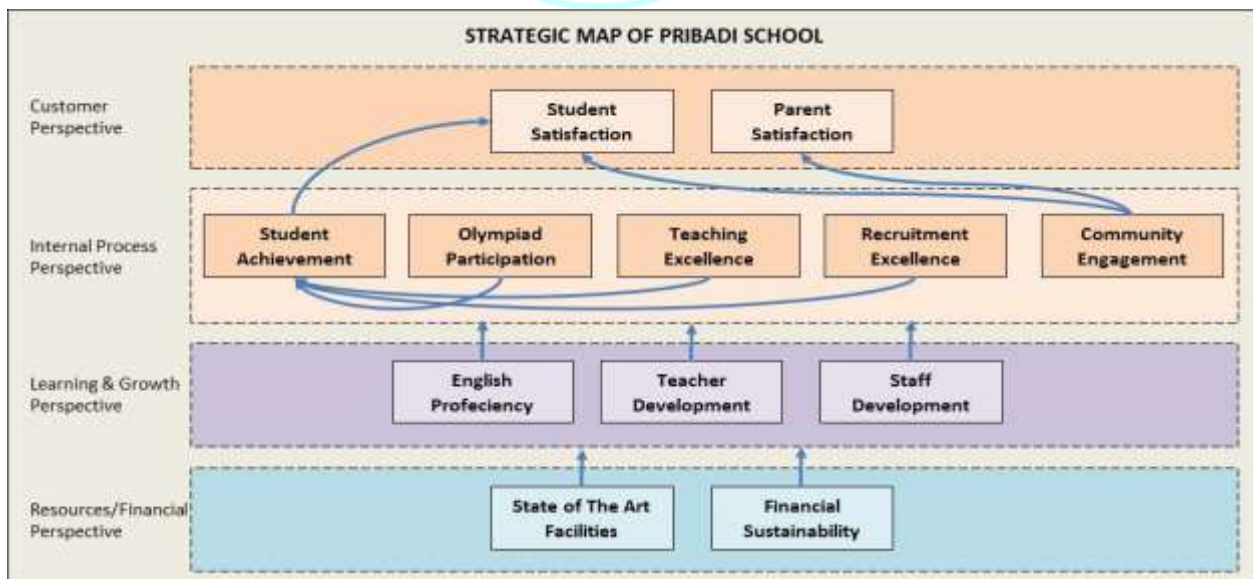 STRATEGIC MAP OF PRIBADI SCHOOL
Customer
Perspective
Student
Satisfaction
Parent
Satisfaction
Internal Process
Perspective
Student
Achievement
Olympiad
Participation
Teaching
Excellence
Recruitment
Excellence
Community
Engagement
Learning & Growth
Perspective
English
Profeciency
Teacher
Development
Staff
Development
Resources/Financial
Perspective
State of The Art
Facilities
Financial
Sustainability